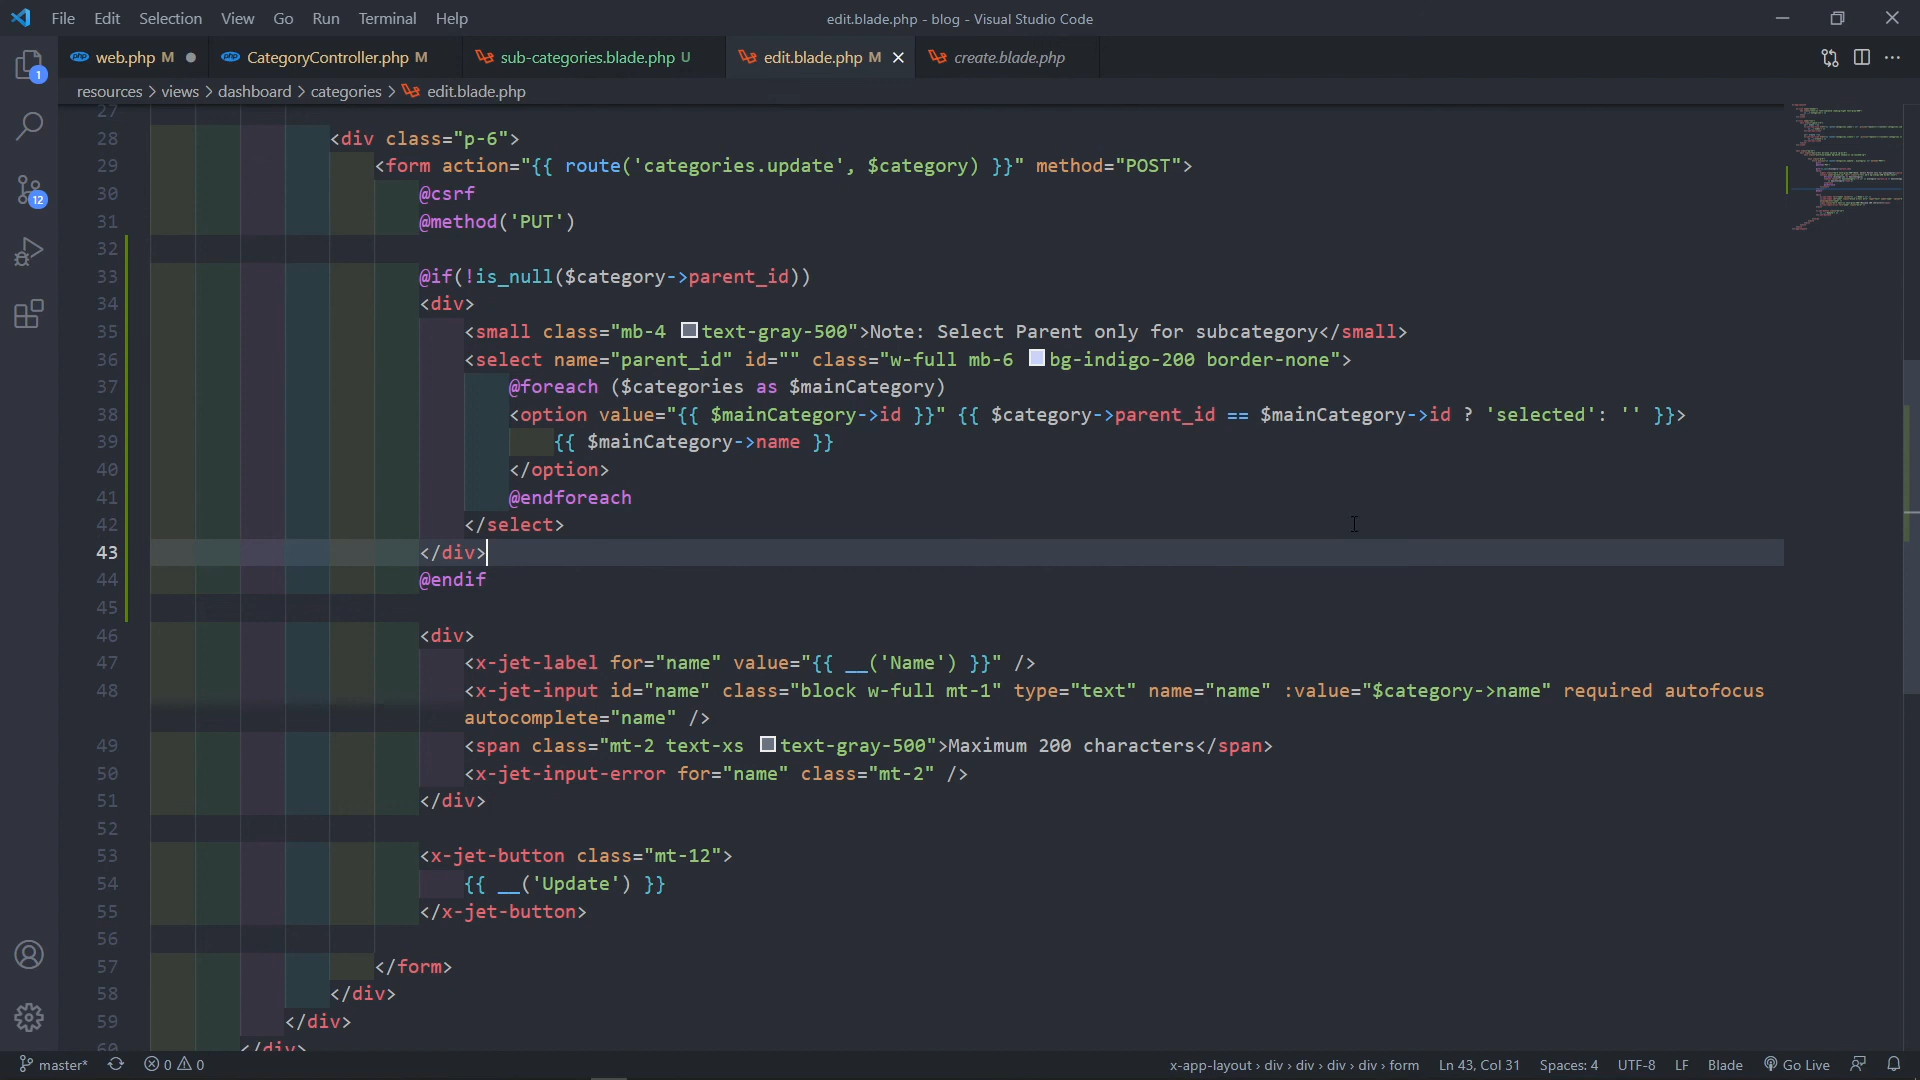 File Edit Selection View Go Run Terminal Help edit.blade.php - blog - Visual Studio Code
web.php M CategoryController.php M sub-categories.blade.php U edit.blade.php M create.blade.php
resources > views > dashboard > categories > edit.blade.php
1
12
27
28 <div class="p-6">
29 <form action="{{ route('categories.update', $category) }}" method="POST">
30 @csrf
31 @method('PUT')
32
33 @if(!is_null($category->parent_id))
34 <div>
35 <small class="mb-4 text-gray-500">Note: Select Parent only for subcategory</small>
36 <select name="parent_id" id="" class="w-full mb-6 bg-indigo-200 border-none">
37 @foreach ($categories as $mainCategory)
38 <option value="{{ $mainCategory->id }}" {{ $category->parent_id == $mainCategory->id ? 'selected': '' }}>
39 {{ $mainCategory->name }}
40 </option>
41 @endforeach
42 </select>
43 </div>
44 @endif
45
46 <div>
47 <x-jet-label for="name" value="{{ __('Name') }}" />
48 <x-jet-input id="name" class="block w-full mt-1" type="text" name="name" :value="$category->name" required autofocus
autocomplete="name" />
49 <span class="mt-2 text-xs text-gray-500">Maximum 200 characters</span>
50 <x-jet-input-error for="name" class="mt-2" />
51 </div>
52
53 <x-jet-button class="mt-12">
54 {{ __('Update') }}
55 </x-jet-button>
56
57 </form>
58 </div>
59 </div>
60 </div>
master* 0 0 x-app-layout > div > div > div > div > form Ln 43, Col 31 Spaces: 4 UTF-8 LF Blade Go Live